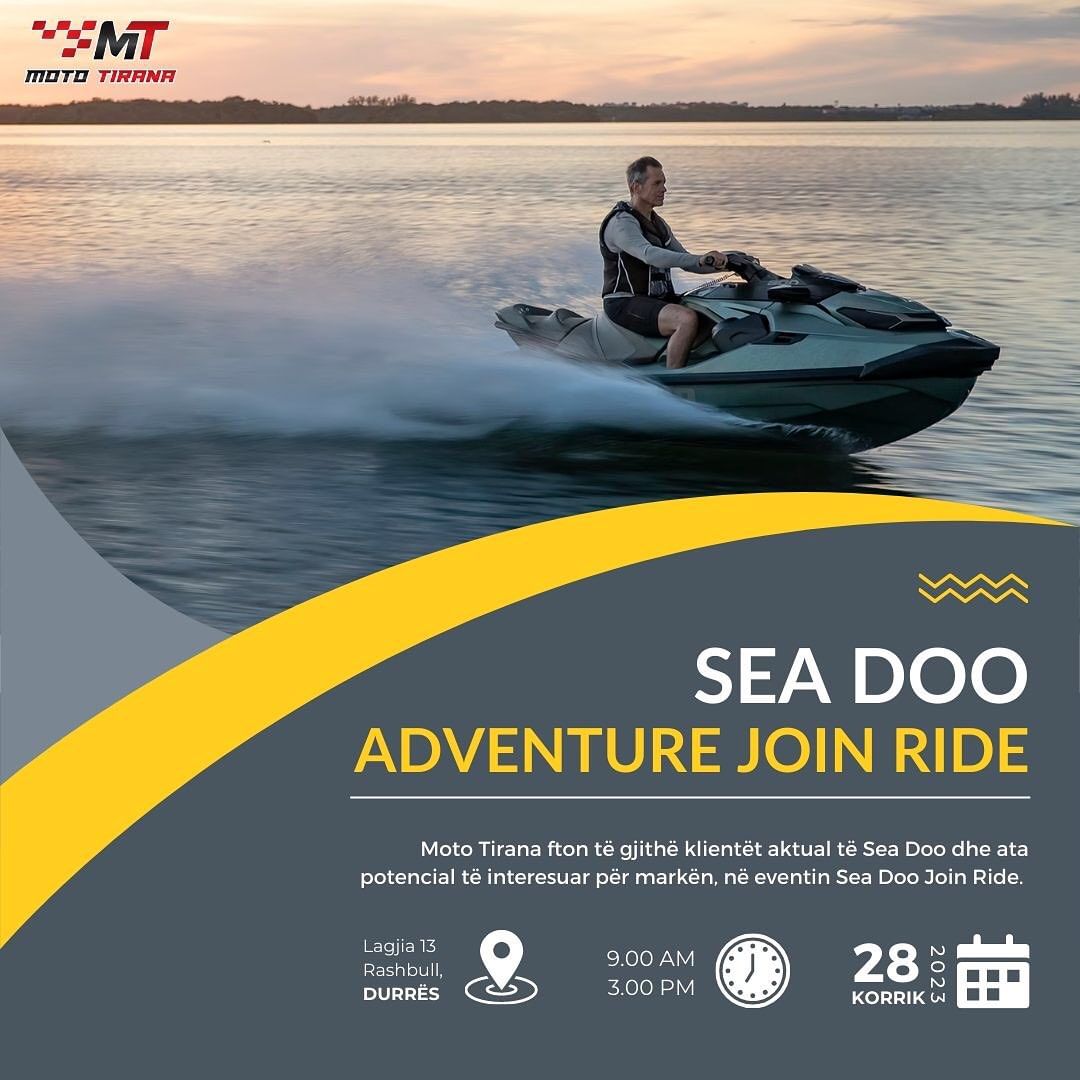 MT
MOTO TIRANA
SEA DOO
ADVENTURE JOIN RIDE
Moto Tirana fton të gjithë klientët aktual të Sea Doo dhe ata
potencial të interesuar për markën, në eventin Sea Doo Join Ride.
Lagjia 13
Rashbull,
DURRËS
9.00 AM
3.00 PM
28
KORRIK
2023